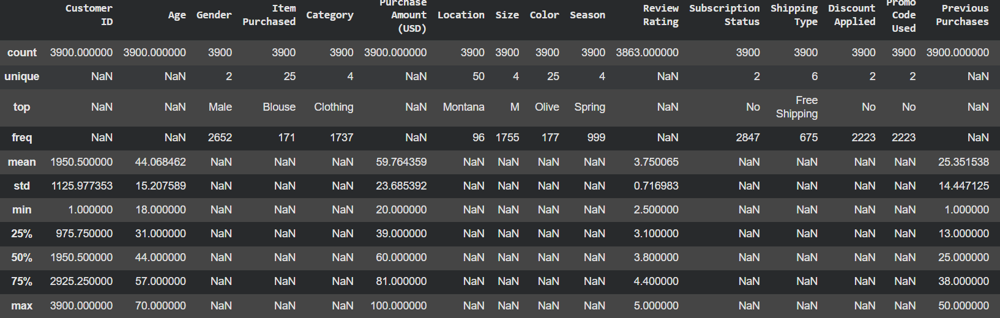 Customer ID Age Gender Item Purchased Category Purchase Amount (USD) Location Size Color Season Review Rating Subscription Status Shipping Type Discount Applied Promo Code Used Previous Purchases
count 3900.000000 3900.000000 3900 3900 3900 3900.000000 3900 3900 3900 3900 3863.000000 3900 3900 3900 3900 3900.000000
unique NaN NaN 2 25 4 NaN 50 4 25 4 NaN 2 6 2 2 NaN
top NaN NaN Male Blouse Clothing NaN Montana M Olive Spring NaN No Free Shipping No No NaN
freq NaN NaN 2652 171 1737 NaN 96 1755 177 999 NaN 2847 675 2223 2223 NaN
mean 1950.500000 44.068462 NaN NaN NaN 59.764359 NaN NaN NaN NaN 3.750065 NaN NaN NaN NaN 25.351538
std 1125.977353 15.207589 NaN NaN NaN 23.685392 NaN NaN NaN NaN 0.716983 NaN NaN NaN NaN 14.447125
min 1.000000 18.000000 NaN NaN NaN 20.000000 NaN NaN NaN NaN 2.500000 NaN NaN NaN NaN 1.000000
25% 975.750000 31.000000 NaN NaN NaN 39.000000 NaN NaN NaN NaN 3.100000 NaN NaN NaN NaN 13.000000
50% 1950.500000 44.000000 NaN NaN NaN 60.000000 NaN NaN NaN NaN 3.800000 NaN NaN NaN NaN 25.000000
75% 2925.250000 57.000000 NaN NaN NaN 81.000000 NaN NaN NaN NaN 4.400000 NaN NaN NaN NaN 38.000000
max 3900.000000 70.000000 NaN NaN NaN 100.000000 NaN NaN NaN NaN 5.000000 NaN NaN NaN NaN 50.000000